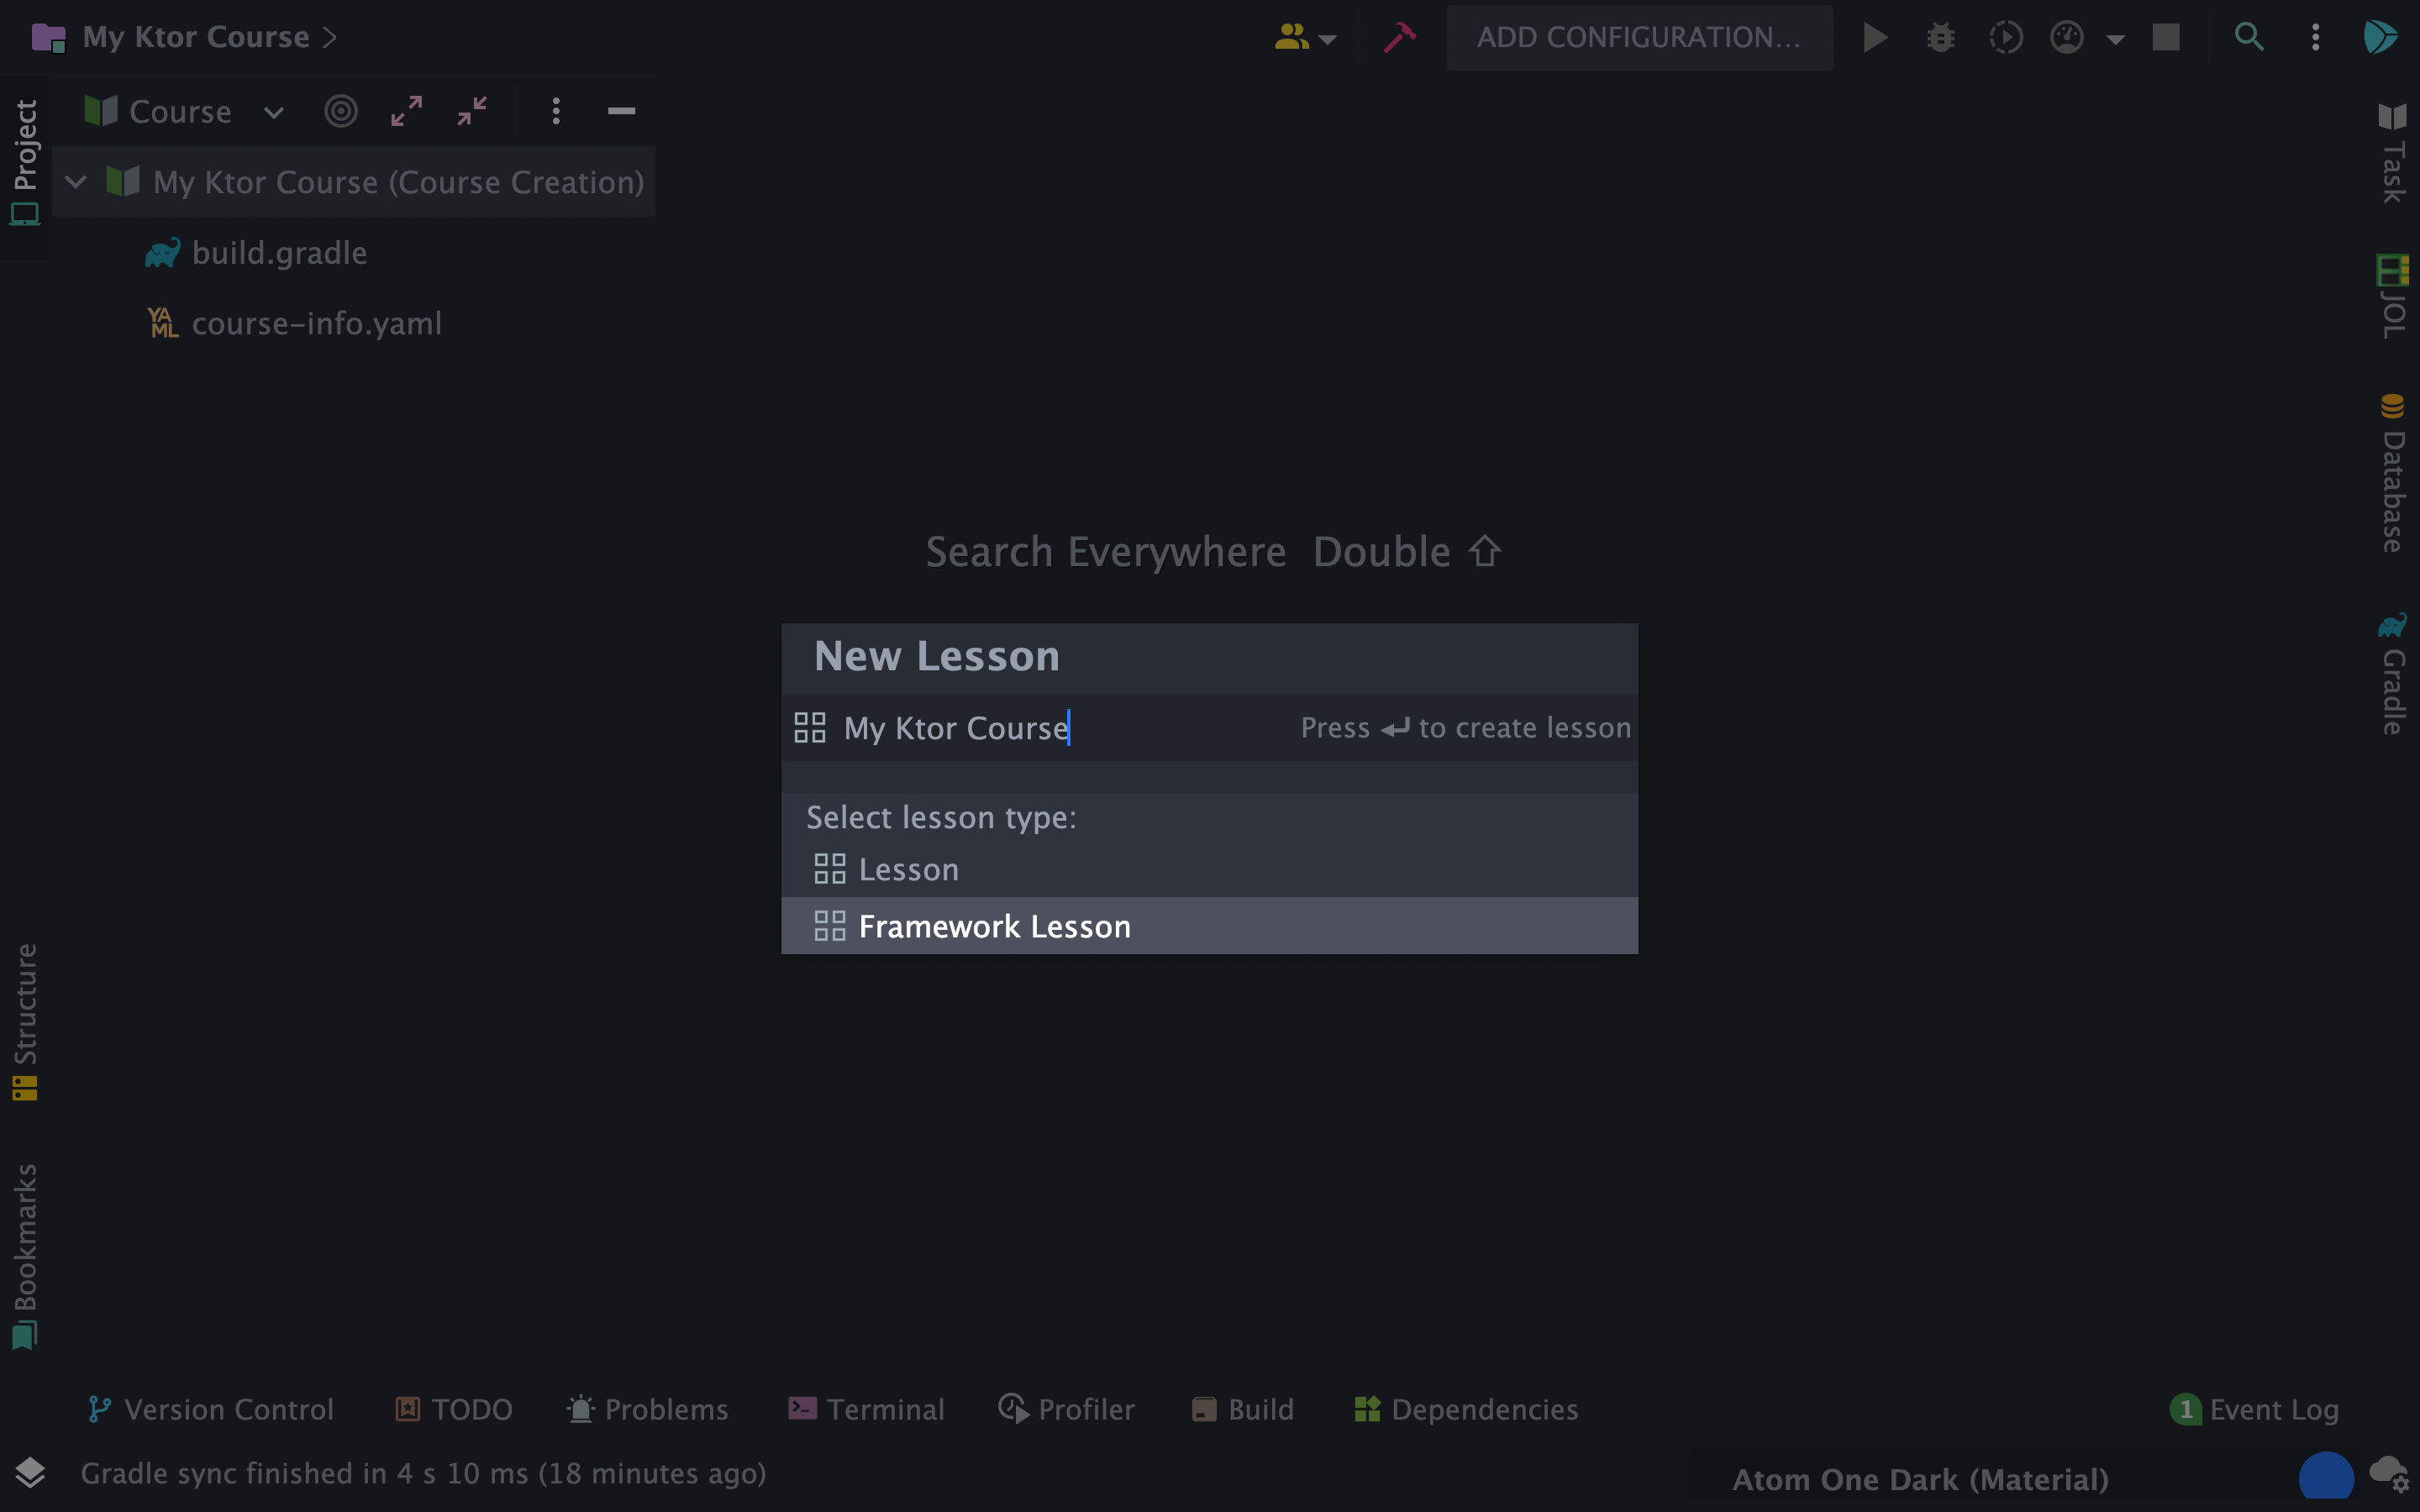 My Ktor Course >
ADD CONFIGURATION...
Project
Course
My Ktor Course (Course Creation)
build.gradle
YAML course-info.yaml
Search Everywhere Double ⇧
New Lesson
My Ktor Course
Press ↵ to create lesson
Select lesson type:
Lesson
Framework Lesson
Task
JOL
Database
Gradle
Structure
Bookmarks
Version Control
TODO
Problems
Terminal
Profiler
Build
Dependencies
1 Event Log
Gradle sync finished in 4 s 10 ms (18 minutes ago)
Atom One Dark (Material)